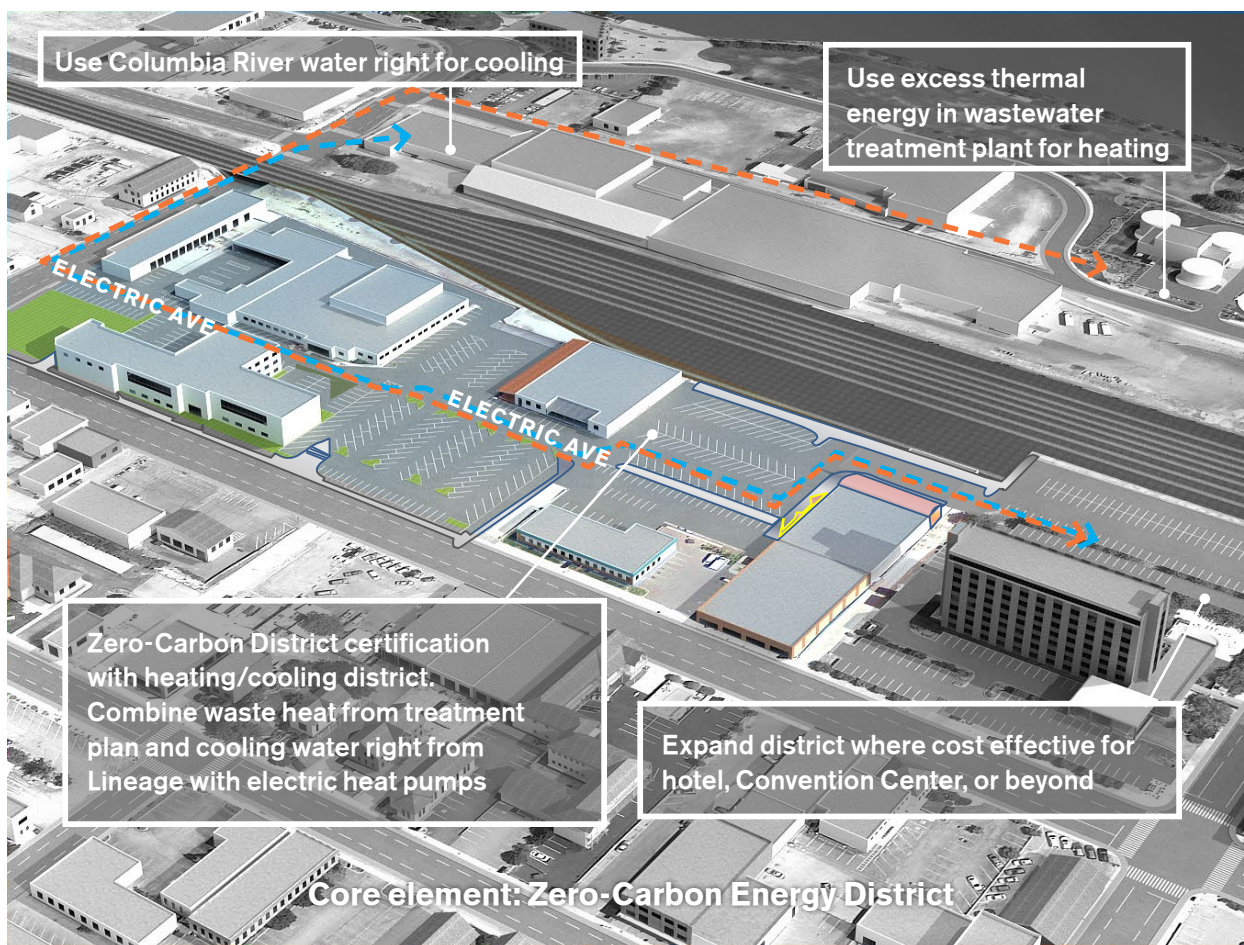 Use Columbia River water right for cooling
Use excess thermal
energy in wastewater
treatment plant for heating
ELECTRIC AVE
ELECTRIC AVE
Zero-Carbon District certification
with heating/cooling district.
Combine waste heat from treatment
plan and cooling water right from
Lineage with electric heat pumps
Expand district where cost effective for
hotel, Convention Center, or beyond
Core element: Zero-Carbon Energy District